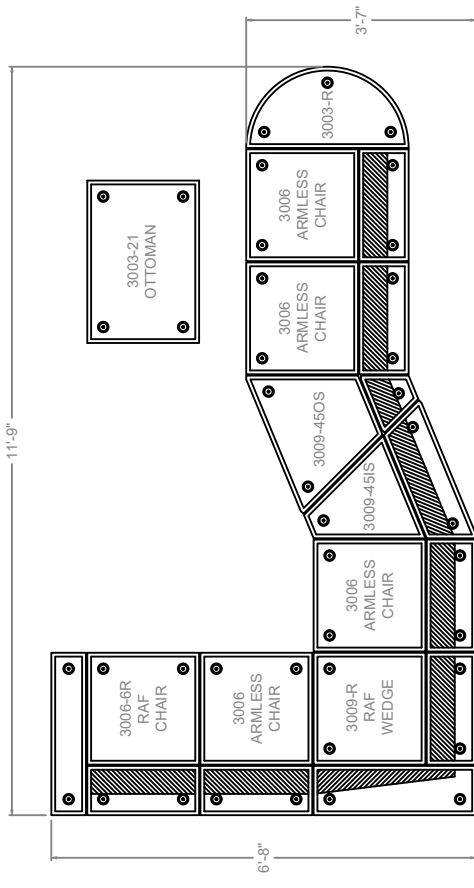 11'-9"
3'-7"
6'-8"
3003-21
OTTOMAN
3003-R
3006
ARMLESS
CHAIR
3006
ARMLESS
CHAIR
3009-45OS
3009-45IS
3006
ARMLESS
CHAIR
3006-6R
RAF
CHAIR
3006
ARMLESS
CHAIR
3009-R
RAF
WEDGE